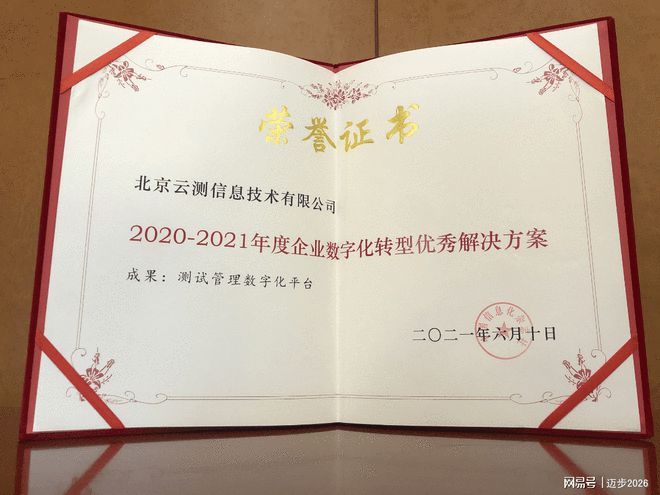 荣誉证书
北京云测信息技术有限公司
2020-2021年度企业数字化转型优秀解决方案
成果：测试管理数字化平台
二〇二一年六月十日
网易号 | 迈步2026